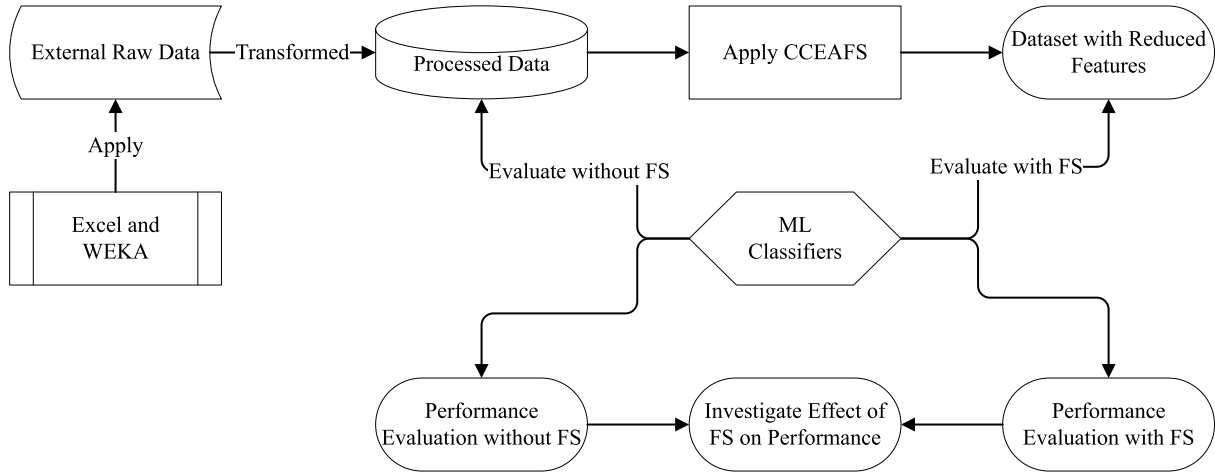 External Raw Data
Transformed
Processed Data
Apply CCEAFS
Dataset with Reduced
Features
Apply
Evaluate without FS
Evaluate with FS
Excel and
WEKA
ML
Classifiers
Performance
Evaluation without FS
Investigate Effect of
FS on Performance
Performance
Evaluation with FS